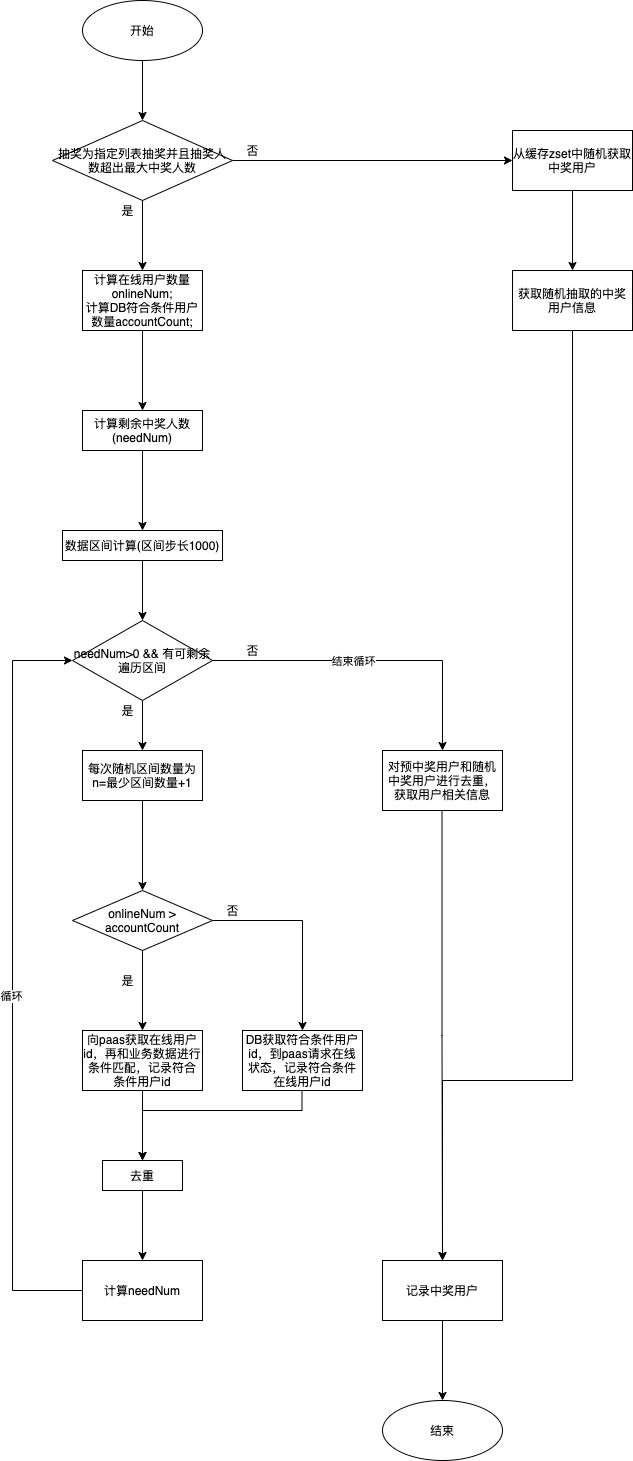 开始
抽奖为指定列表抽奖并且抽奖人
数超出最大中奖人数
否
从缓存zset中随机获取
中奖用户
是
计算在线用户数量
onlineNum;
计算DB符合条件用户
数量accountCount;
获取随机抽取的中奖
用户信息
计算剩余中奖人数
(needNum)
数据区间计算(区间步长1000)
needNum>0 && 有可剩余
遍历区间
否
结束循环
是
每次随机区间数量为
n=最少区间数量+1
对预中奖用户和随机
中奖用户进行去重，
获取用户相关信息
onlineNum >
accountCount
否
是
循环
向paas获取在线用户
id，再和业务数据进行
条件匹配，记录符合
条件用户id
DB获取符合条件用户
id，到paas请求在线
状态，记录符合条件
在线用户id
去重
计算needNum
记录中奖用户
结束